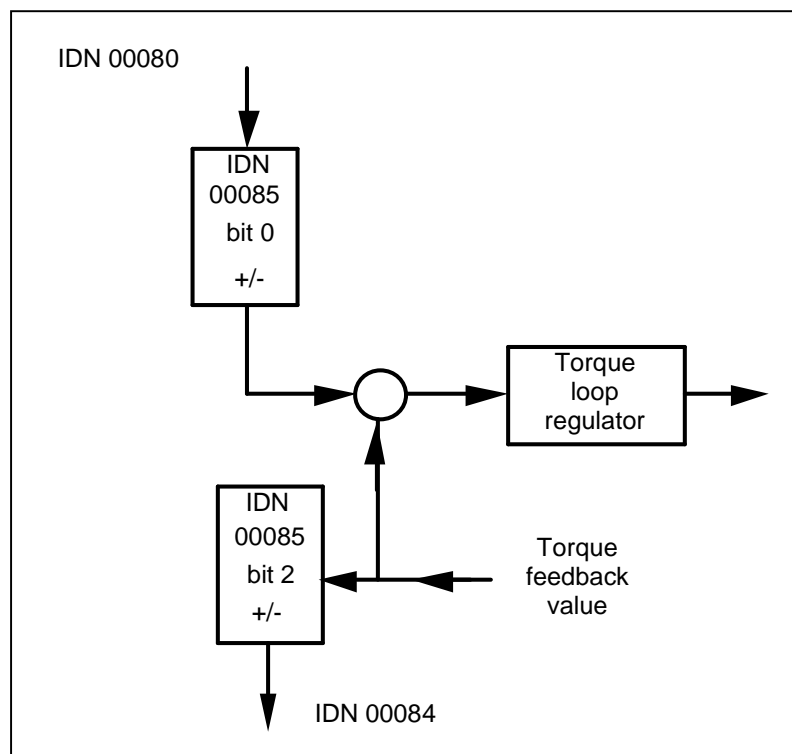 IDN 00080
IDN
00085
bit 0
+/-
Torque
loop
regulator
IDN
00085
bit 2
+/-
Torque
feedback
value
IDN 00084